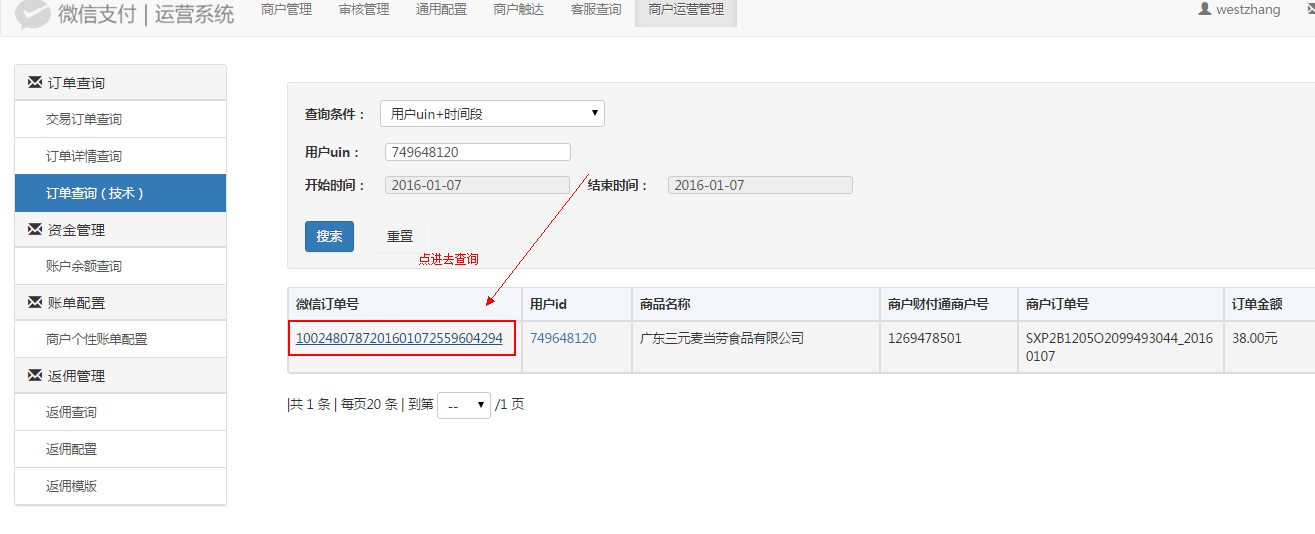 微信支付 | 运营系统 商户管理 审核管理 通用配置 商户触达 客服查询 商户运营管理 westzhang
订单查询
交易订单查询
订单详情查询
订单查询（技术）
资金管理
账户余额查询
账单配置
商户个性账单配置
返佣管理
返佣查询
返佣配置
返佣模版
查询条件： 用户uin+时间段
用户uin： 749648120
开始时间： 2016-01-07 结束时间： 2016-01-07
搜索 重置
点进去查询
微信订单号 用户id 商品名称 商户财付通商户号 商户订单号 订单金额
1002480787201601072559604294 749648120 广东三元麦当劳食品有限公司 1269478501 SXP2B1205O2099493044_2016 38.00元
0107
|共 1 条 | 每页20 条 | 到第 -- /1 页